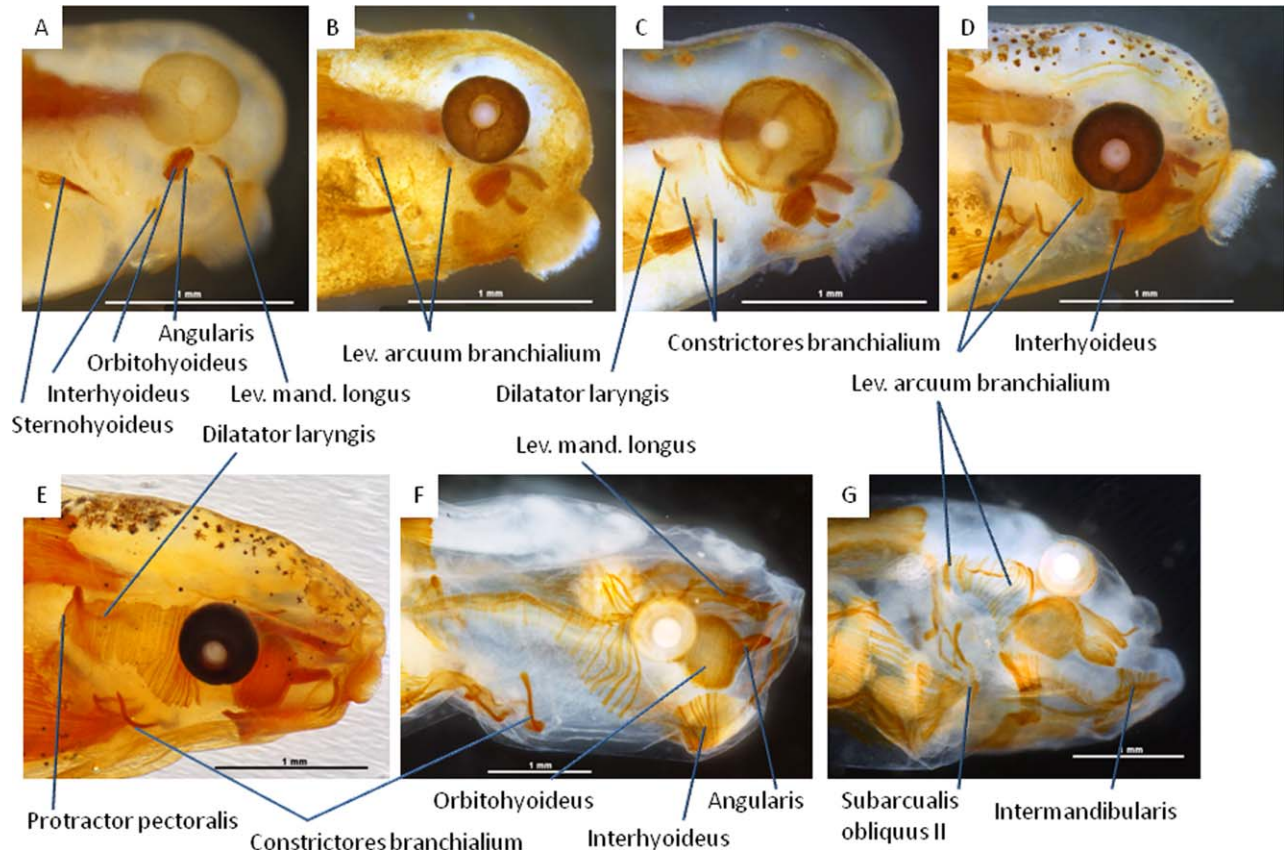 A
B
C
D
1 mm
1 mm
1 mm
1 mm
Angularis
Orbitohyoideus
Interhyoideus
Sternohyoideus
Lev. mand. longus
Lev. arcuum branchialium
Constrictores branchialium
Dilatator laryngis
Interhyoideus
Lev. arcuum branchialium
Dilatator laryngis
Lev. mand. longus
E
F
G
1 mm
1 mm
1 mm
Protractor pectoralis
Constrictores branchialium
Orbitohyoideus
Interhyoideus
Angularis
Subarcualis
obliquus II
Intermandibularis